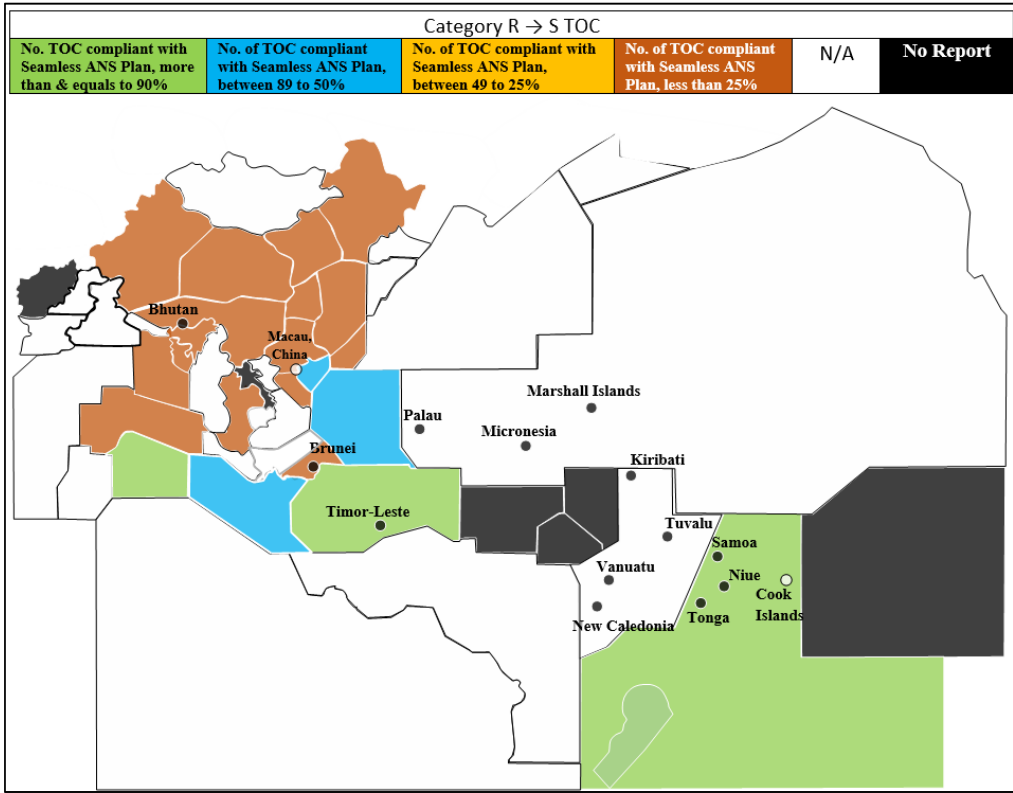 Category R → S TOC
No. TOC compliant with
Seamless ANS Plan, more
than & equals to 90%
No. of TOC compliant
with Seamless ANS Plan,
between 89 to 50%
No. of TOC compliant with
Seamless ANS Plan,
between 49 to 25%
No. of TOC compliant
with Seamless ANS
Plan, less than 25%
N/A
No Report
Bhutan
Macau,
China
Marshall Islands
Palau
Micronesia
Brunei
Kiribati
Timor-Leste
Tuvalu
Samoa
Vanuatu
Niue
Cook
Islands
Tonga
New Caledonia